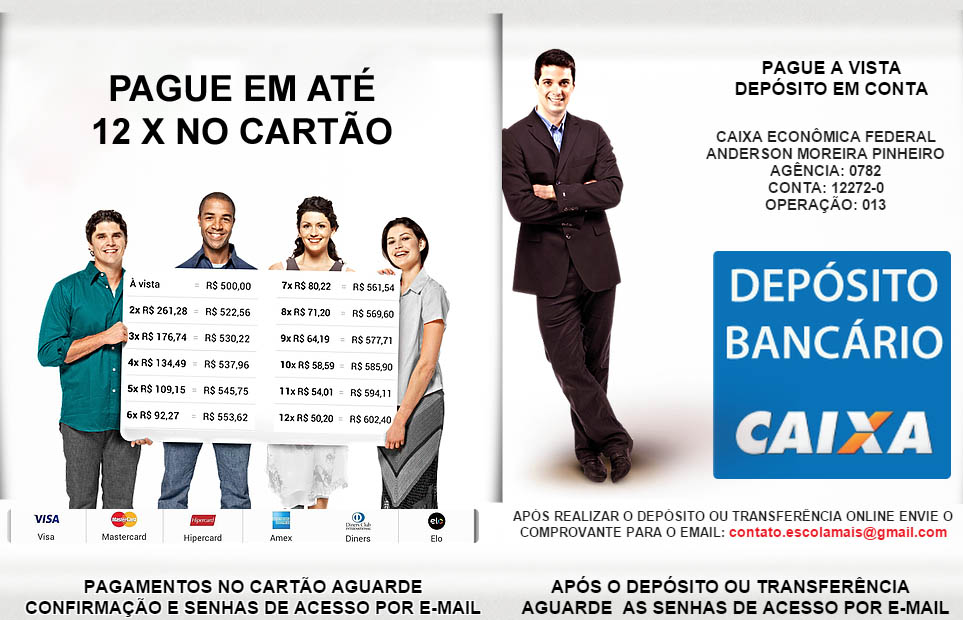 PAGUE EM ATÉ
12 X NO CARTÃO
À vista = R$ 500,00
2x R$ 261,28 = R$ 522,56
3x R$ 176,74 = R$ 530,22
4x R$ 134,49 = R$ 537,96
5x R$ 109,15 = R$ 545,75
6x R$ 92,27 = R$ 553,62
7x R$ 80,22 = R$ 561,54
8x R$ 71,20 = R$ 569,60
9x R$ 64,19 = R$ 577,71
10x R$ 58,59 = R$ 585,90
11x R$ 54,01 = R$ 594,11
12x R$ 50,20 = R$ 602,40
VISA MasterCard Hipercard Diners Club elo
INTERNATIONAL
Visa Mastercard Hipercard Amex Diners Elo
PAGAMENTOS NO CARTÃO AGUARDE
CONFIRMAÇÃO E SENHAS DE ACESSO POR E-MAIL
PAGUE A VISTA
DEPÓSITO EM CONTA
CAIXA ECONÔMICA FEDERAL
ANDERSON MOREIRA PINHEIRO
AGÊNCIA: 0782
CONTA: 12272-0
OPERAÇÃO: 013
DEPÓSITO
BANCÁRIO
CAIXA
APÓS REALIZAR O DEPÓSITO OU TRANSFERÊNCIA ONLINE ENVIE O
COMPROVANTE PARA O EMAIL: contato.escolamais@gmail.com
APÓS O DEPÓSITO OU TRANSFERÊNCIA
AGUARDE AS SENHAS DE ACESSO POR E-MAIL